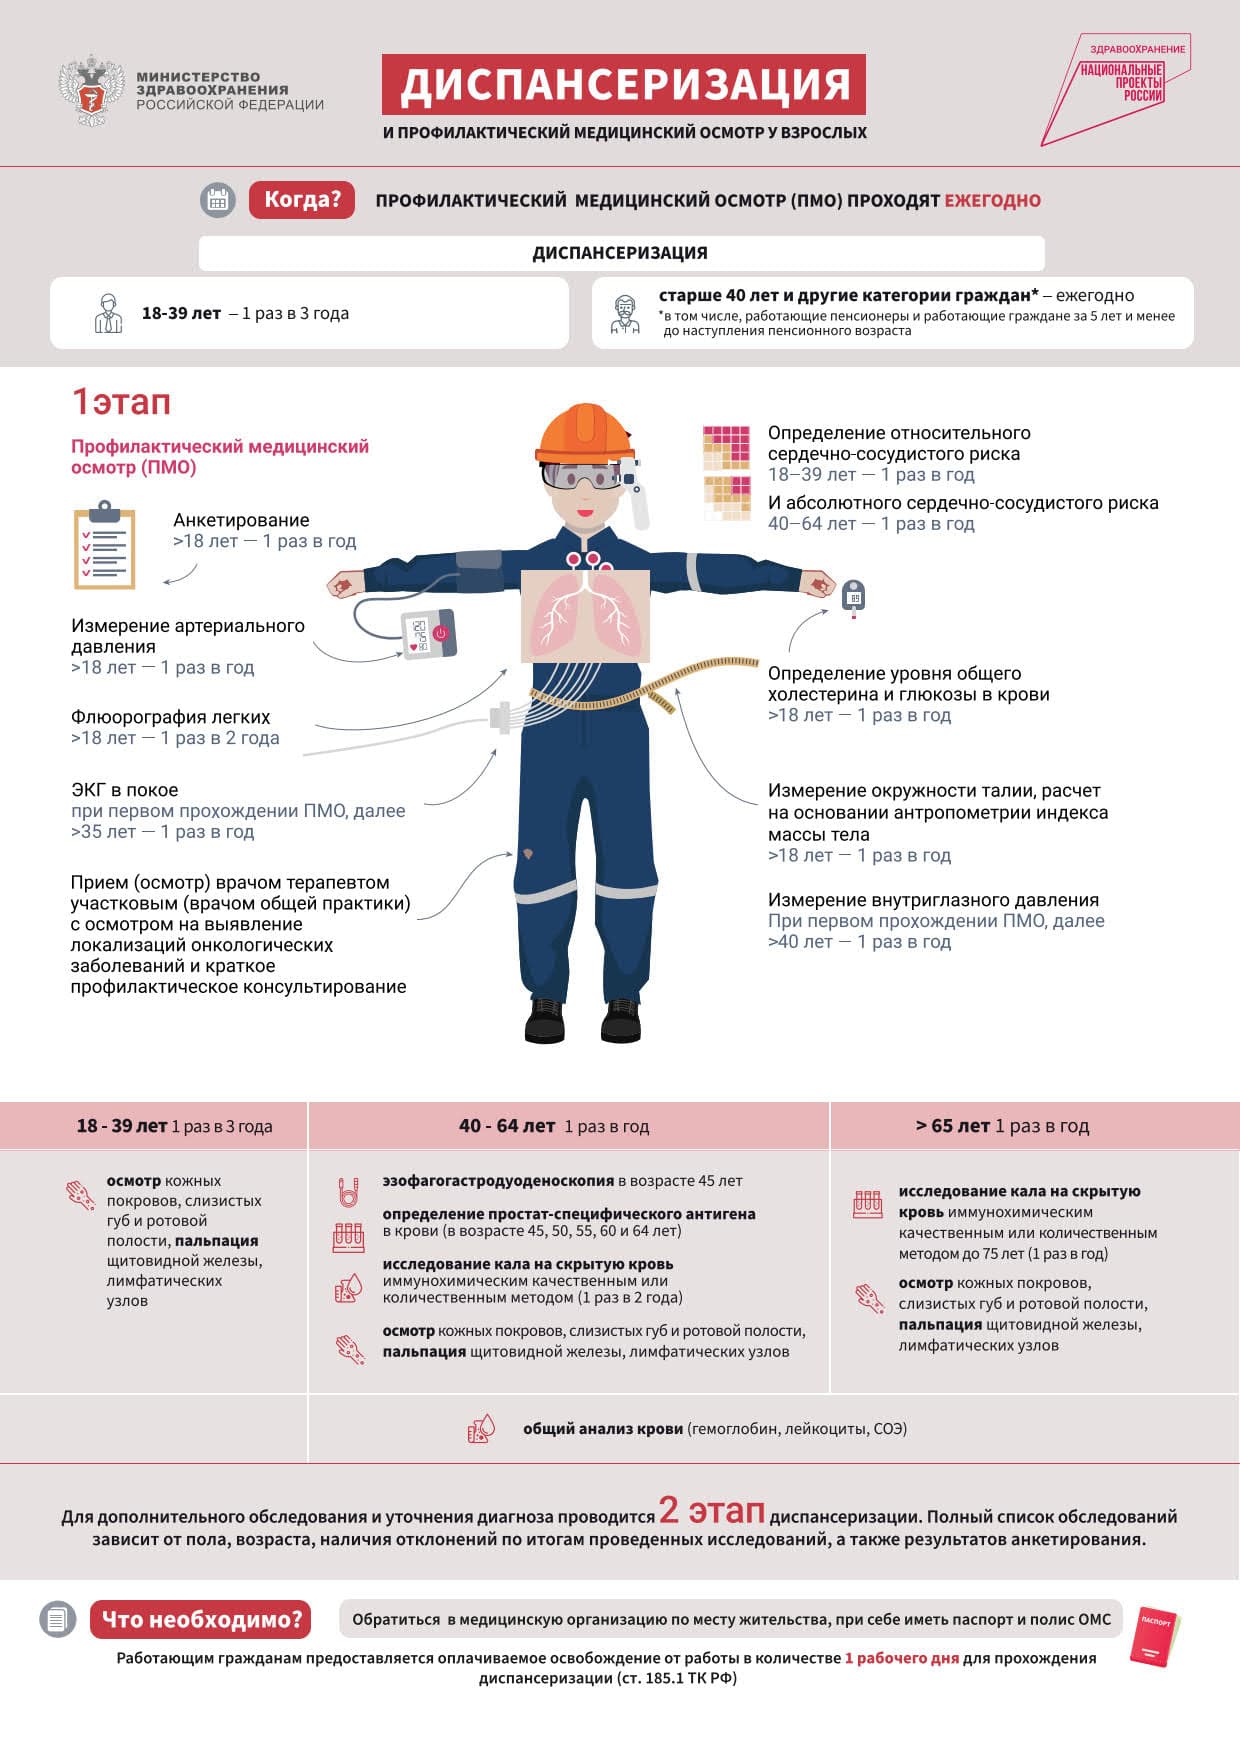 МИНИСТЕРСТВО
ЗДРАВООХРАНЕНИЯ
РОССИЙСКОЙ ФЕДЕРАЦИИ
ДИСПАНСЕРИЗАЦИЯ
И ПРОФИЛАКТИЧЕСКИЙ МЕДИЦИНСКИЙ ОСМОТР У ВЗРОСЛЫХ
ЗДРАВООХРАНЕНИЕ
НАЦИОНАЛЬНЫЕ
ПРОЕКТЫ
РОССИИ
Когда?
ПРОФИЛАКТИЧЕСКИЙ МЕДИЦИНСКИЙ ОСМОТР (ПМО) ПРОХОДЯТ ЕЖЕГОДНО
ДИСПАНСЕРИЗАЦИЯ
18-39 лет – 1 раз в 3 года
старше 40 лет и другие категории граждан* – ежегодно
*в том числе, работающие пенсионеры и работающие граждане за 5 лет и менее
до наступления пенсионного возраста
1этап
Профилактический медицинский
осмотр (ПМО)
Анкетирование
>18 лет — 1 раз в год
Измерение артериального
давления
>18 лет — 1 раз в год
Флюорография легких
>18 лет — 1 раз в 2 года
ЭКГ в покое
при первом прохождении ПМО, далее
>35 лет — 1 раз в год
Прием (осмотр) врачом терапевтом
участковым (врачом общей практики)
с осмотром на выявление
локализаций онкологических
заболеваний и краткое
профилактическое консультирование
Определение относительного
сердечно-сосудистого риска
18–39 лет — 1 раз в год
И абсолютного сердечно-сосудистого риска
40–64 лет — 1 раз в год
Определение уровня общего
холестерина и глюкозы в крови
>18 лет — 1 раз в год
Измерение окружности талии, расчет
на основании антропометрии индекса
массы тела
>18 лет — 1 раз в год
Измерение внутриглазного давления
При первом прохождении ПМО, далее
>40 лет — 1 раз в год
18 - 39 лет 1 раз в 3 года
осмотр кожных
покровов, слизистых
губ и ротовой
полости, пальпация
щитовидной железы,
лимфатических
узлов
40 - 64 лет 1 раз в год
эзофагогастродуоденоскопия в возрасте 45 лет
определение простат-специфического антигена
в крови (в возрасте 45, 50, 55, 60 и 64 лет)
исследование кала на скрытую кровь
иммунохимическим качественным или
количественным методом (1 раз в 2 года)
осмотр кожных покровов, слизистых губ и ротовой полости,
пальпация щитовидной железы, лимфатических узлов
> 65 лет 1 раз в год
исследование кала на скрытую
кровь иммунохимическим
качественным или количественным
методом до 75 лет (1 раз в год)
осмотр кожных покровов,
слизистых губ и ротовой полости,
пальпация щитовидной железы,
лимфатических узлов
общий анализ крови (гемоглобин, лейкоциты, СОЭ)
Для дополнительного обследования и уточнения диагноза проводится 2 этап диспансеризации. Полный список обследований
зависит от пола, возраста, наличия отклонений по итогам проведенных исследований, а также результатов анкетирования.
Что необходимо?
Обратиться в медицинскую организацию по месту жительства, при себе иметь паспорт и полис ОМС
ПАСПОРТ
Работающим гражданам предоставляется оплачиваемое освобождение от работы в количестве 1 рабочего дня для прохождения
диспансеризации (ст. 185.1 ТК РФ)